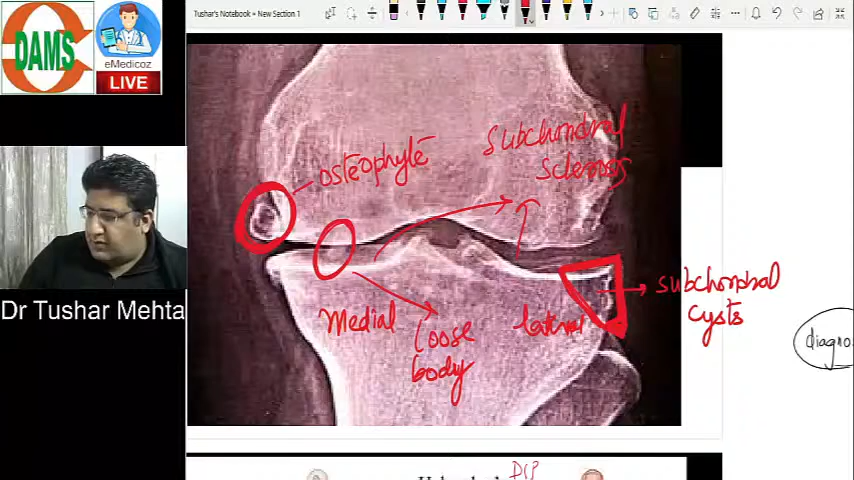 DAMS
eMedicoz
LIVE
Tushar's Notebook » New Section 1
Dr Tushar Mehta
osteophyte
Subchondral
Sclerosis
Subchondral
cysts
Medial
lateral
loose
body
diagno
DIP